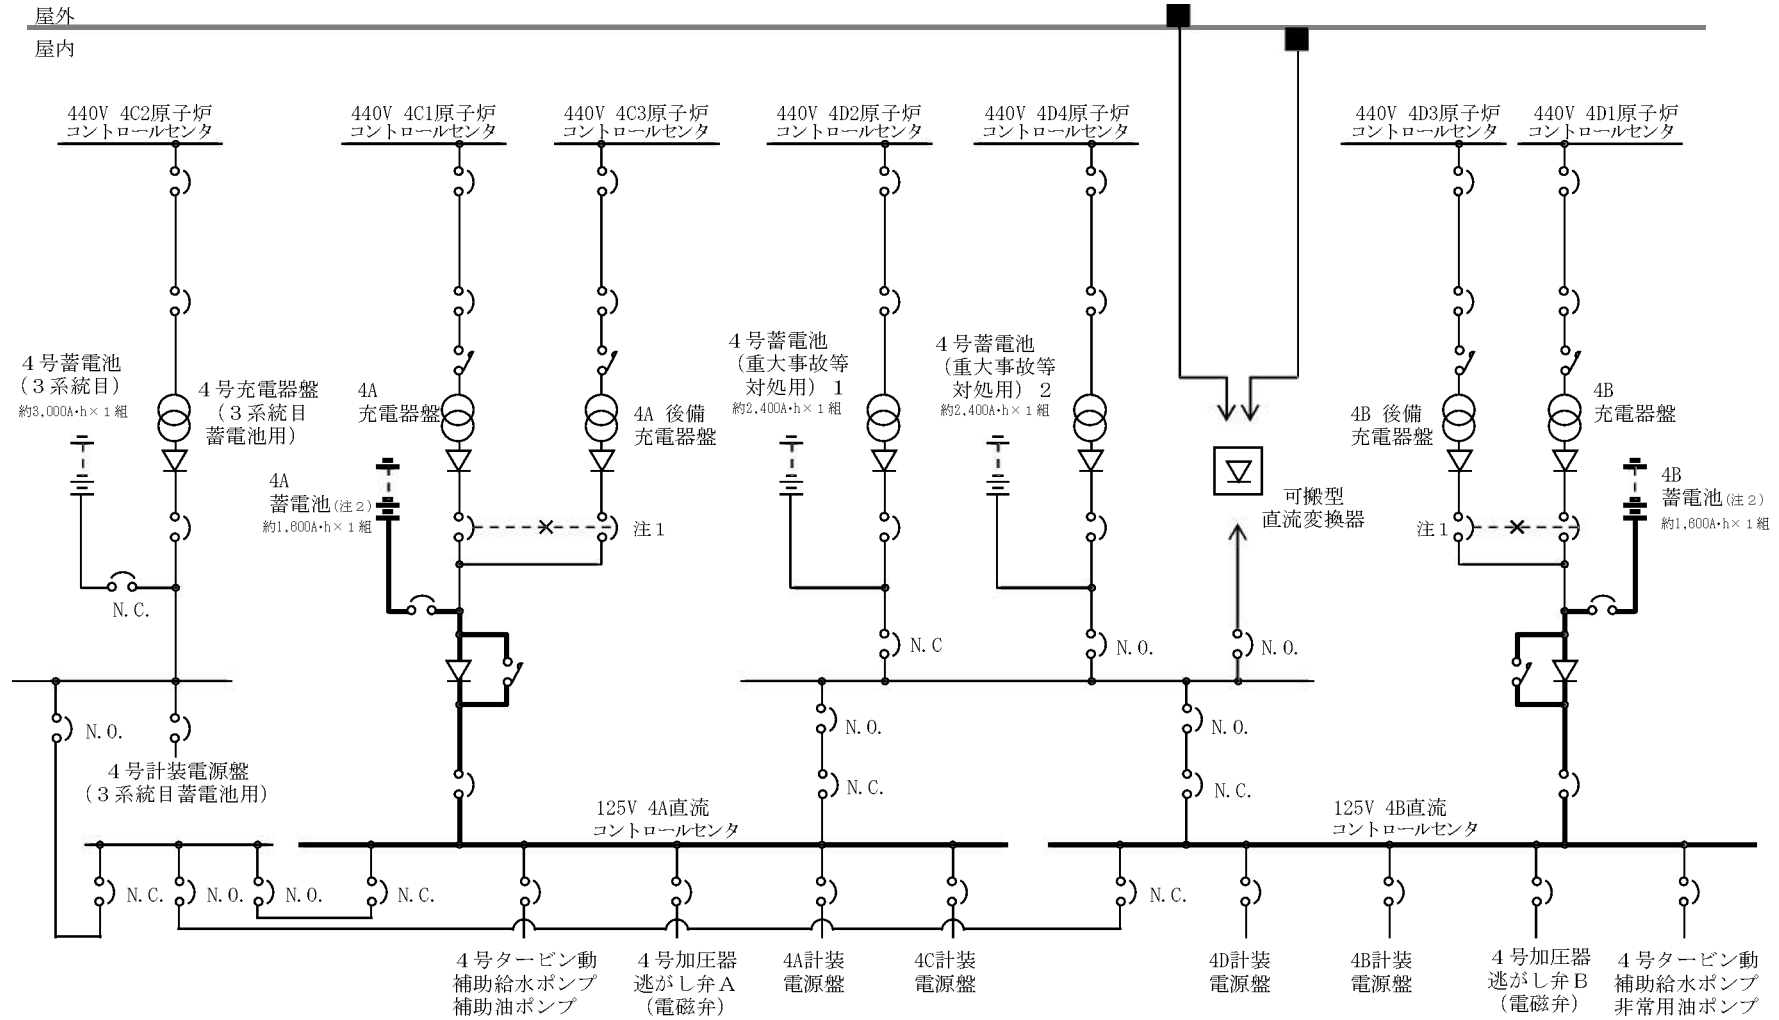 屋外
屋内
440V 4C2原子炉
コントロールセンタ
440V 4C1原子炉
コントロールセンタ
440V 4C3原子炉
コントロールセンタ
440V 4D2原子炉
コントロールセンタ
440V 4D4原子炉
コントロールセンタ
440V 4D3原子炉
コントロールセンタ
440V 4D1原子炉
コントロールセンタ
４号蓄電池
（３系統目）
約3,000A･h×１組
４号充電器盤
（３系統目
蓄電池用）
4A
充電器盤
4A 後備
充電器盤
４号蓄電池
（重大事故等
対処用）１
約2,400A･h×１組
４号蓄電池
（重大事故等
対処用）２
約2,400A･h×１組
4B 後備
充電器盤
4B
充電器盤
4A
蓄電池(注２)
約1,600A･h×１組
注１
可搬型
直流変換器
注１
4B
蓄電池(注２)
約1,600A･h×１組
N.C.
N.C
N.O.
N.O.
N.O.
N.O.
N.O.
４号計装電源盤
（３系統目蓄電池用）
N.C.
N.C.
125V 4A直流
コントロールセンタ
125V 4B直流
コントロールセンタ
N.C.
N.O.
N.O.
N.C.
N.C.
４号タービン動
補助給水ポンプ
補助油ポンプ
４号加圧器
逃がし弁Ａ
（電磁弁）
4A計装
電源盤
4C計装
電源盤
4D計装
電源盤
4B計装
電源盤
４号加圧器
逃がし弁Ｂ
（電磁弁）
４号タービン動
補助給水ポンプ
非常用油ポンプ